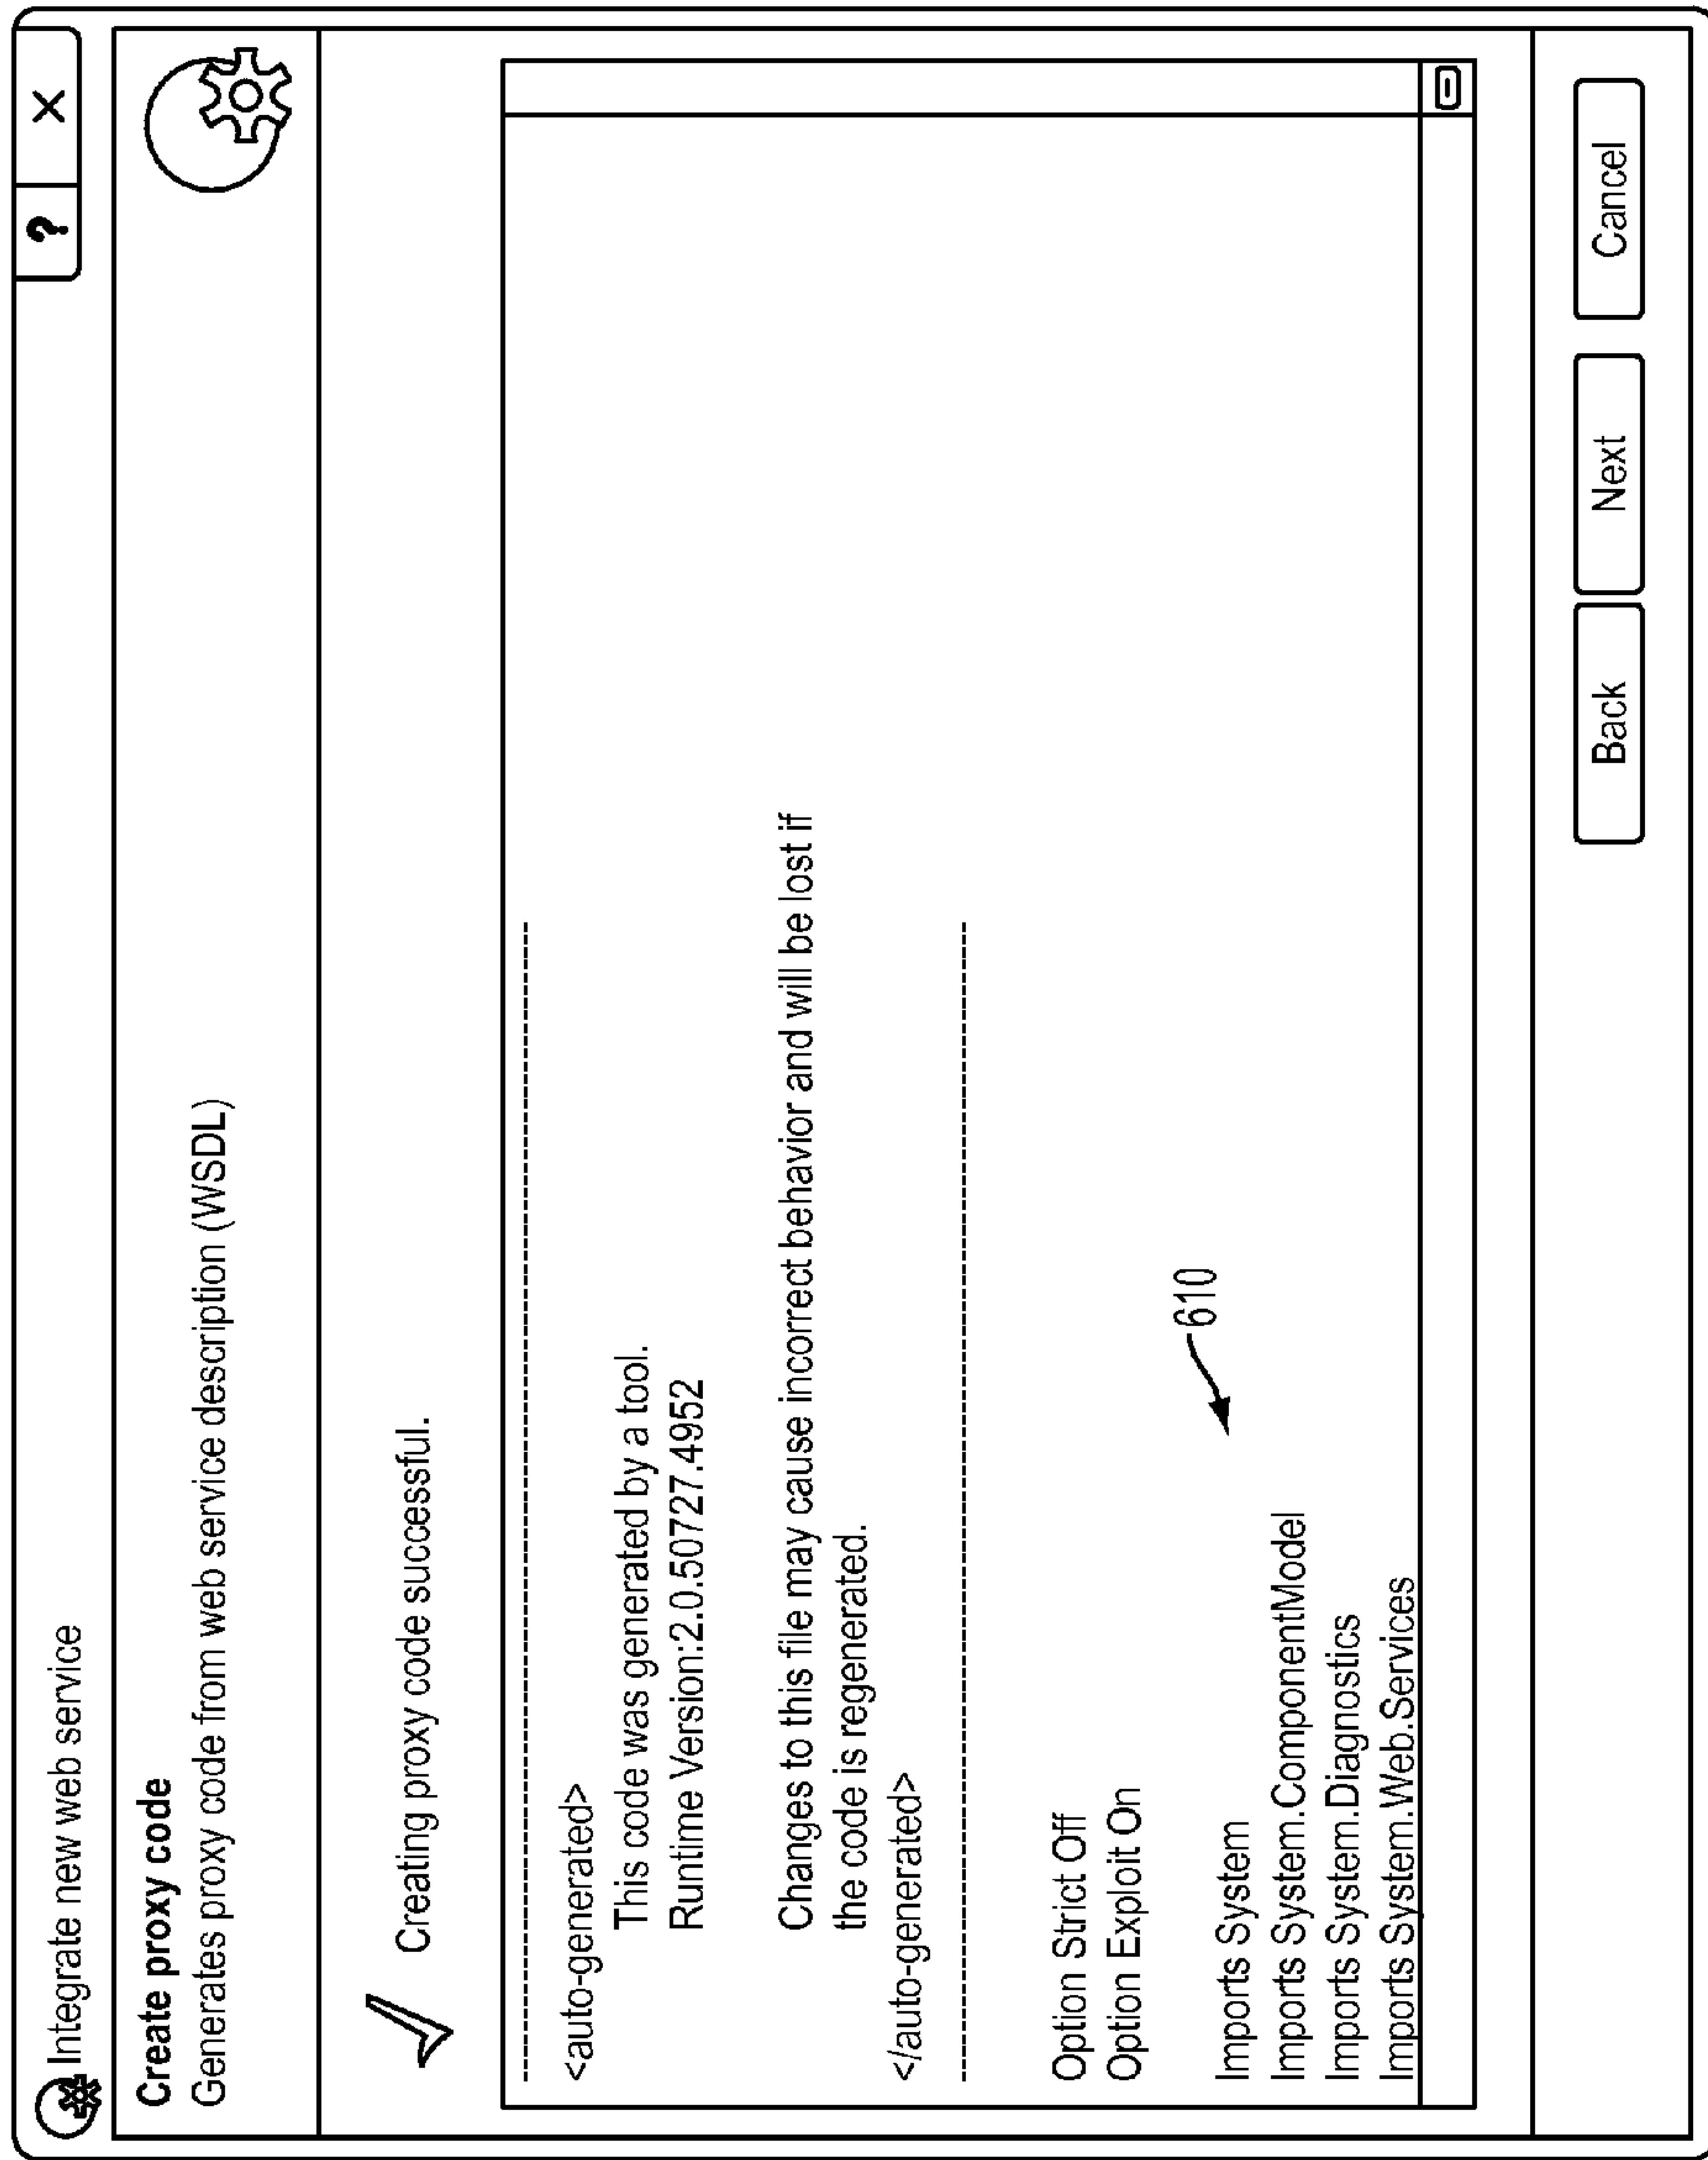 Integrate new web service
? X
Create proxy code
Generates proxy code from web service description (WSDL)
Creating proxy code successful.
<auto-generated>
This code was generated by a tool.
Runtime Version:2.0.50727.4952
Changes to this file may cause incorrect behavior and will be lost if
the code is regenerated.
</auto-generated>
Option Strict Off
Option Exploit On
610
Imports System
Imports System.ComponentModel
Imports System.Diagnostics
Imports System.Web.Services
Back Next Cancel